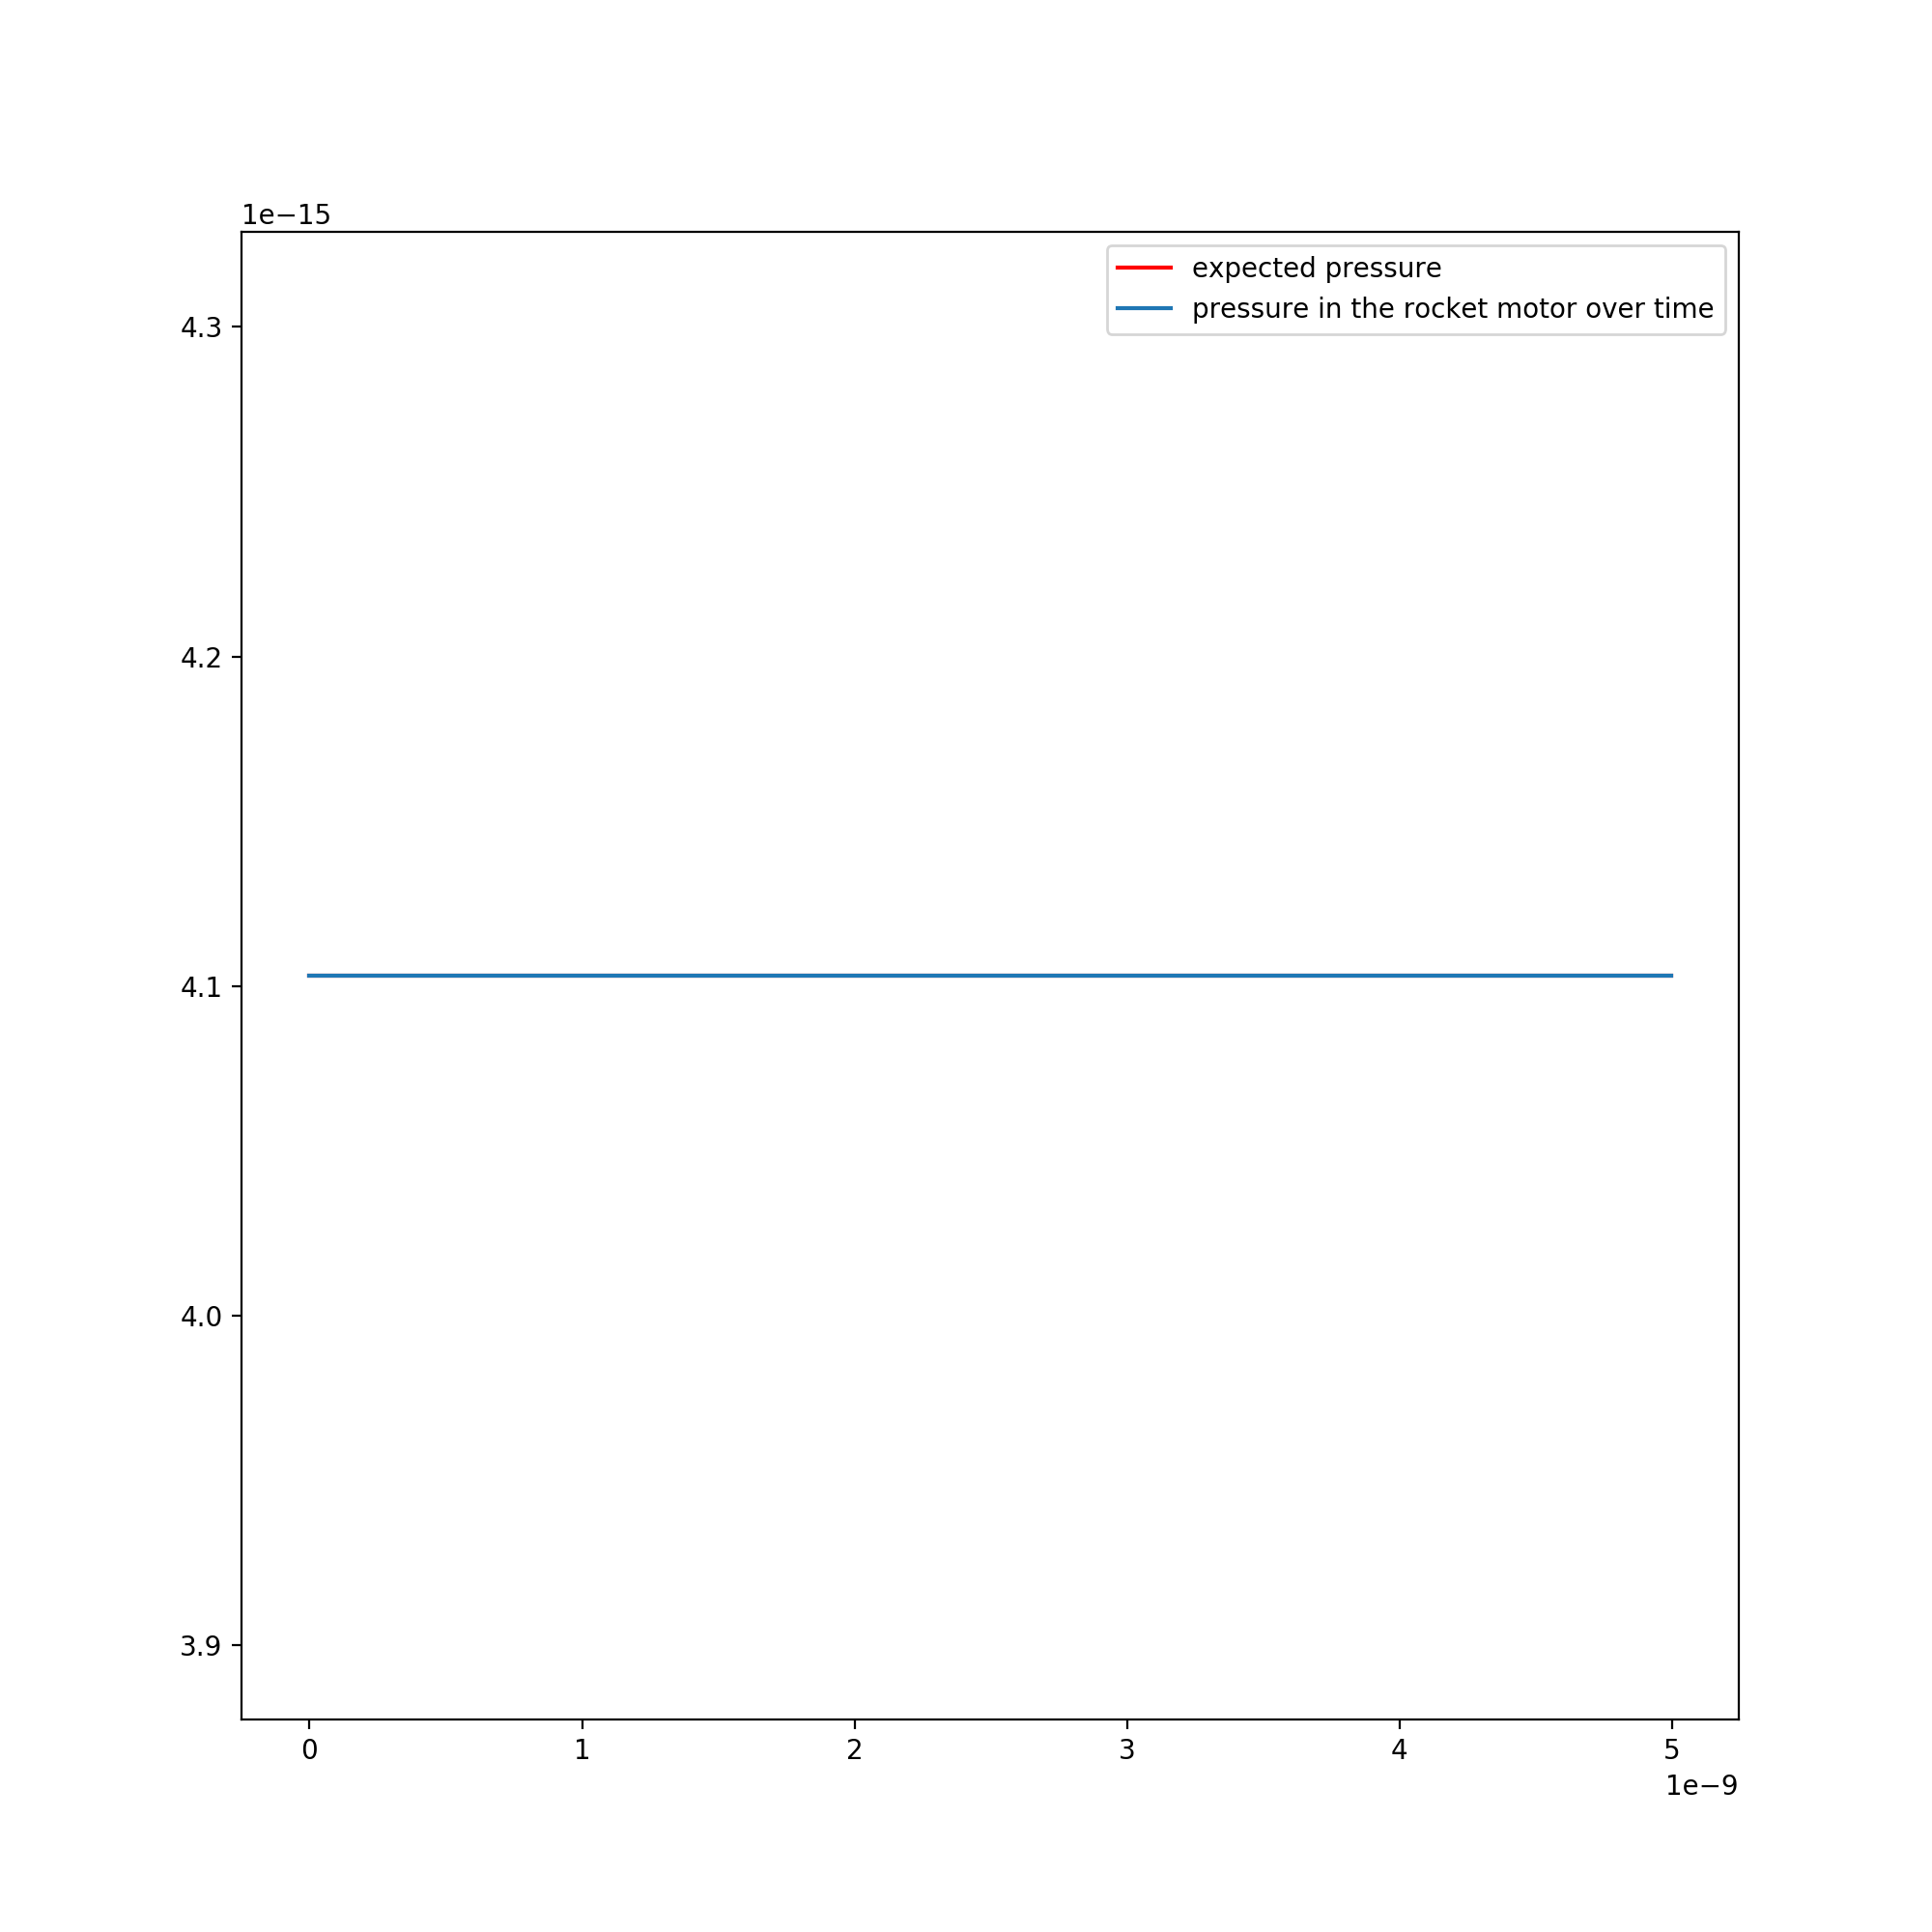 1e−15
expected pressure
pressure in the rocket motor over time
4.3
4.2
4.1
4.0
3.9
0 1 2 3 4 5
1e−9